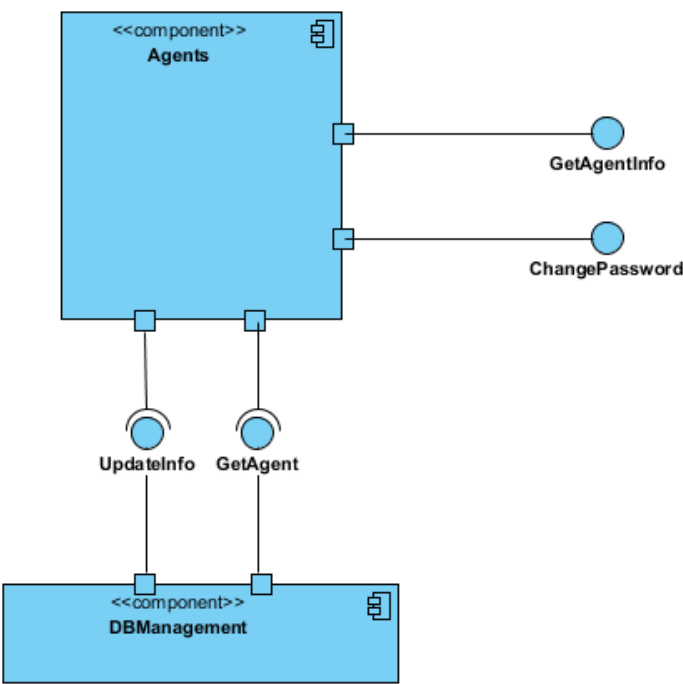 <<component>>
Agents
GetAgentInfo
ChangePassword
UpdateInfo
GetAgent
<<component>>
DBManagement